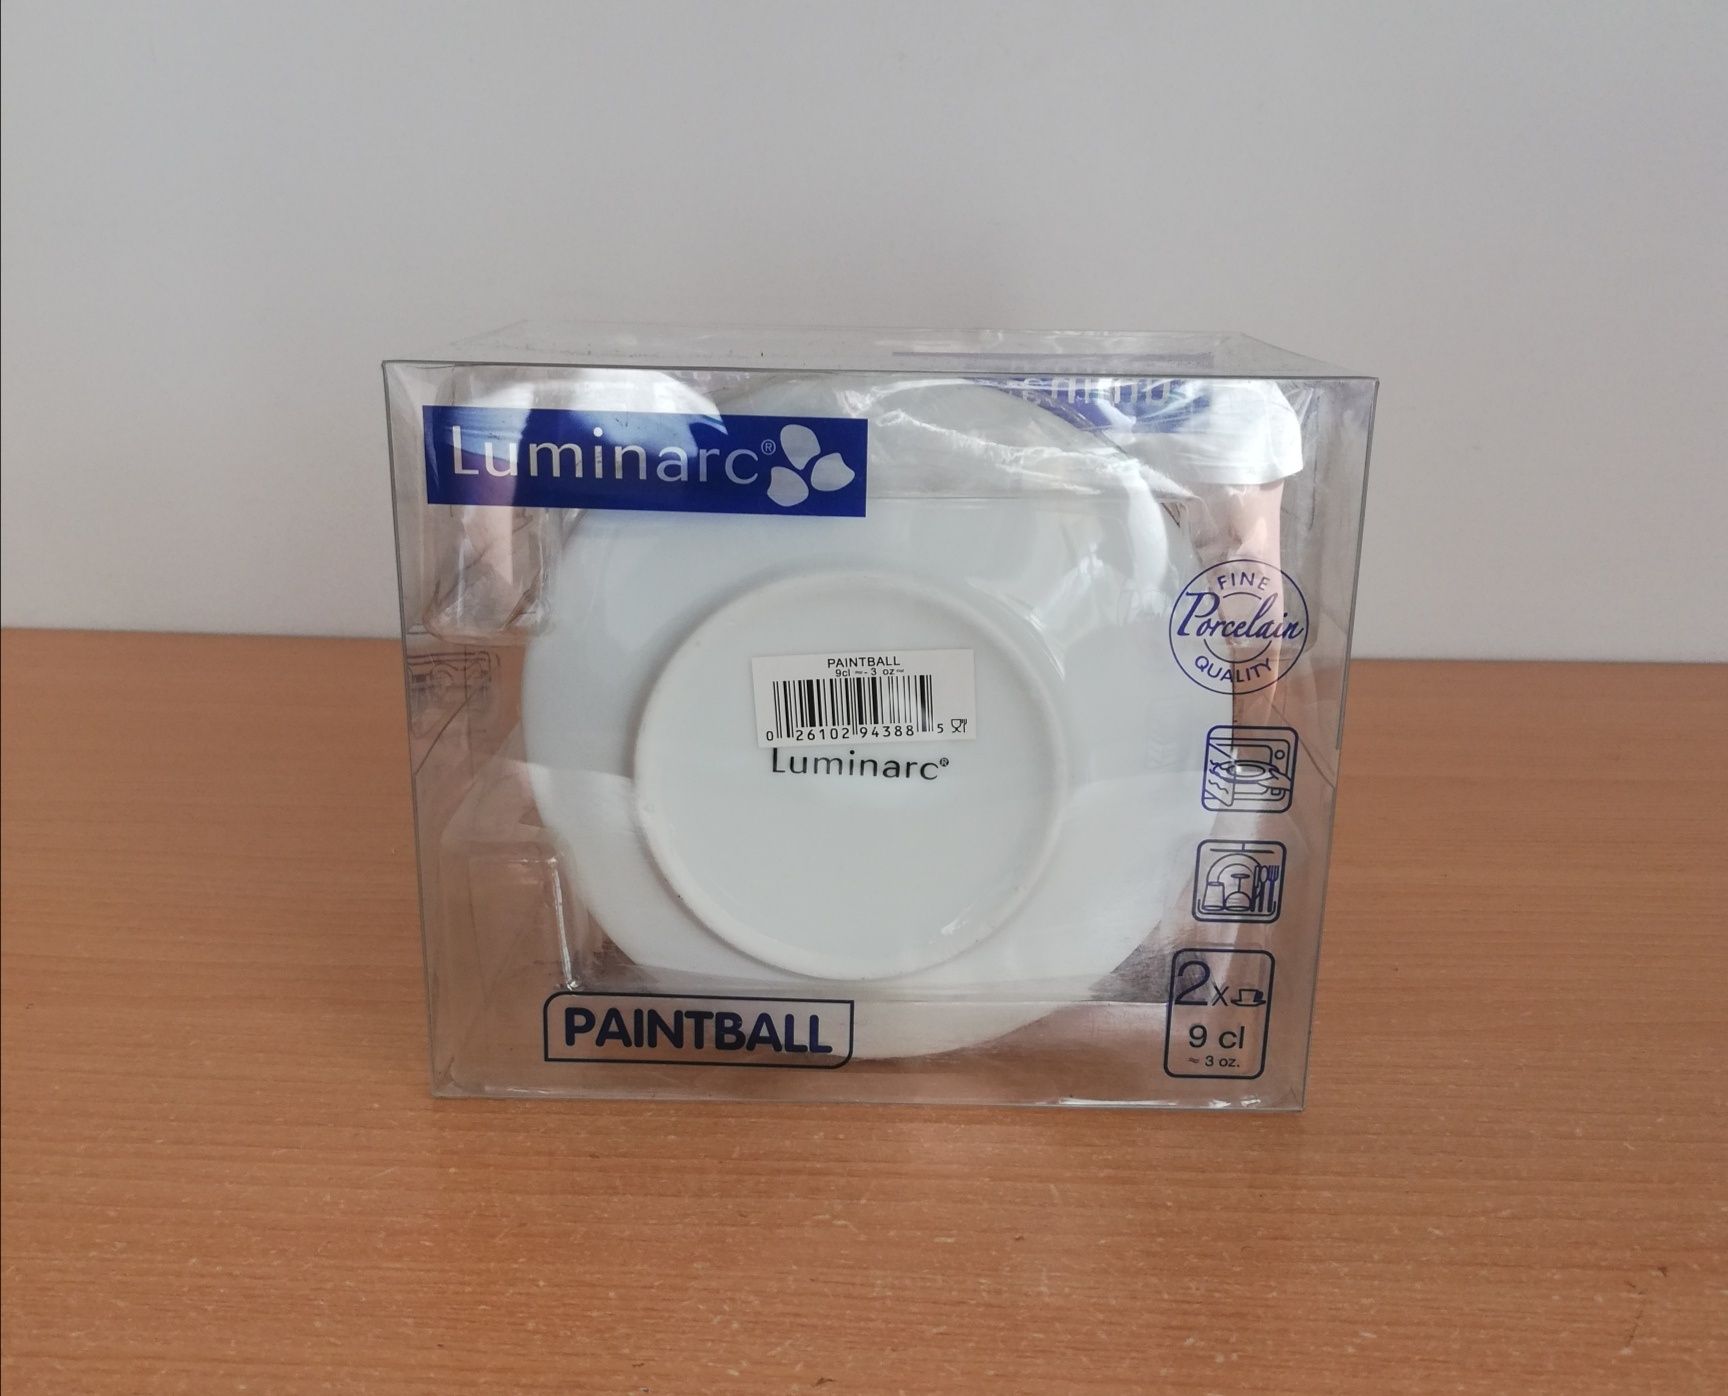 Luminarc®
FINE
Porcelain
QUALITY
PAINTBALL
9cl ≈ 3 oz
0 26102 94388 5
Luminarc®
PAINTBALL
2x
9 cl
≈ 3 oz.